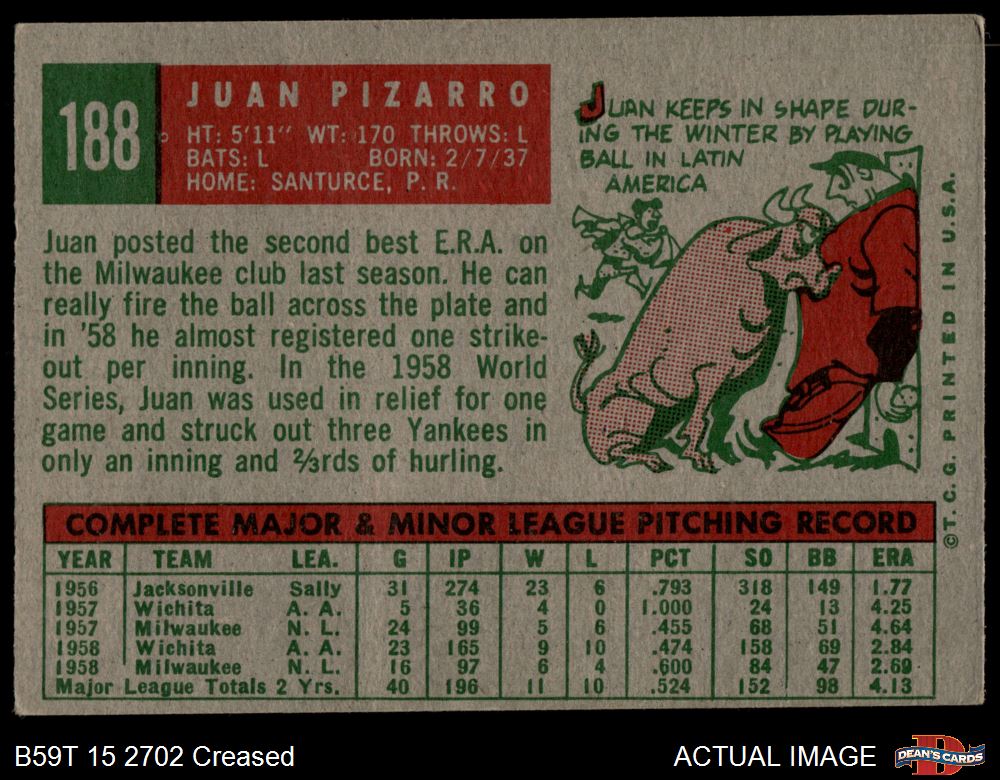 188
JUAN PIZARRO
HT: 5'11" WT: 170 THROWS: L
BATS: L BORN: 2/7/37
HOME: SANTURCE, P. R.
JUAN KEEPS IN SHAPE DUR-
ING THE WINTER BY PLAYING
BALL IN LATIN
AMERICA
Juan posted the second best E.R.A. on
the Milwaukee club last season. He can
really fire the ball across the plate and
in '58 he almost registered one strike-
out per inning. In the 1958 World
Series, Juan was used in relief for one
game and struck out three Yankees in
only an inning and ⅔rds of hurling.
©T. C. G. PRINTED IN U.S.A.
COMPLETE MAJOR & MINOR LEAGUE PITCHING RECORD
YEAR TEAM LEA. G IP W L PCT SO BB ERA
1956 Jacksonville Sally 31 274 23 6 .793 318 149 1.77
1957 Wichita A. A. 5 36 4 0 1.000 24 13 4.25
1957 Milwaukee N. L. 24 99 5 6 .455 68 51 4.64
1958 Wichita A. A. 23 165 9 10 .474 158 69 2.84
1958 Milwaukee N. L. 16 97 6 4 .600 84 47 2.69
Major League Totals 2 Yrs. 40 196 11 10 .524 152 98 4.13
B59T 15 2702 Creased
ACTUAL IMAGE
DEAN'S CARDS